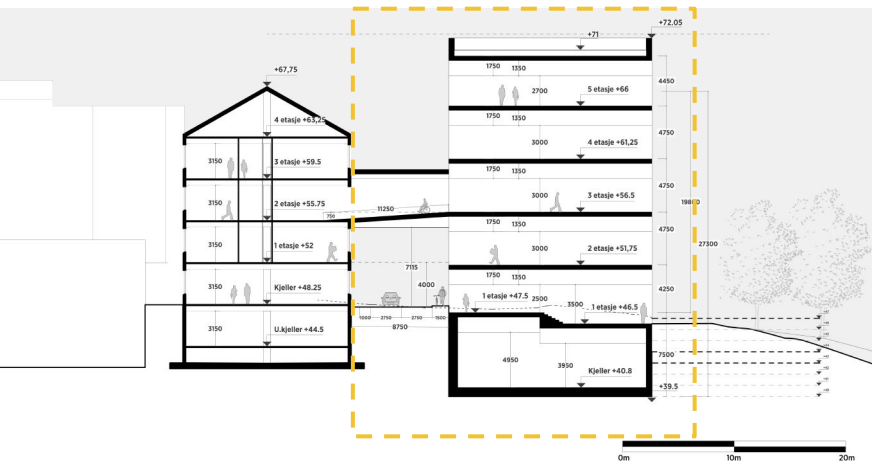 +72.05
+71
+67,75
1750 1350
4450
2700
5 etasje +66
1750 1350
4 etasje +63,25
4750
3000
4 etasje +61,25
3150
3 etasje +59.5
1750 1350
4750
3150
2 etasje +55.75
750
11250
3000
3 etasje +56.5
1750 1350
4750
27300
3150
1 etasje +52
3000
2 etasje +51,75
7115
4000
1750 1350
4250
3150
Kjeller +48.25
1 etasje +47.5
2500
3500
1 etasje +46.5
1000 2750 2750 1500
8750
3150
U.kjeller +44.5
4950
3950
7500
Kjeller +40.8
+39.5
0m 10m 20m